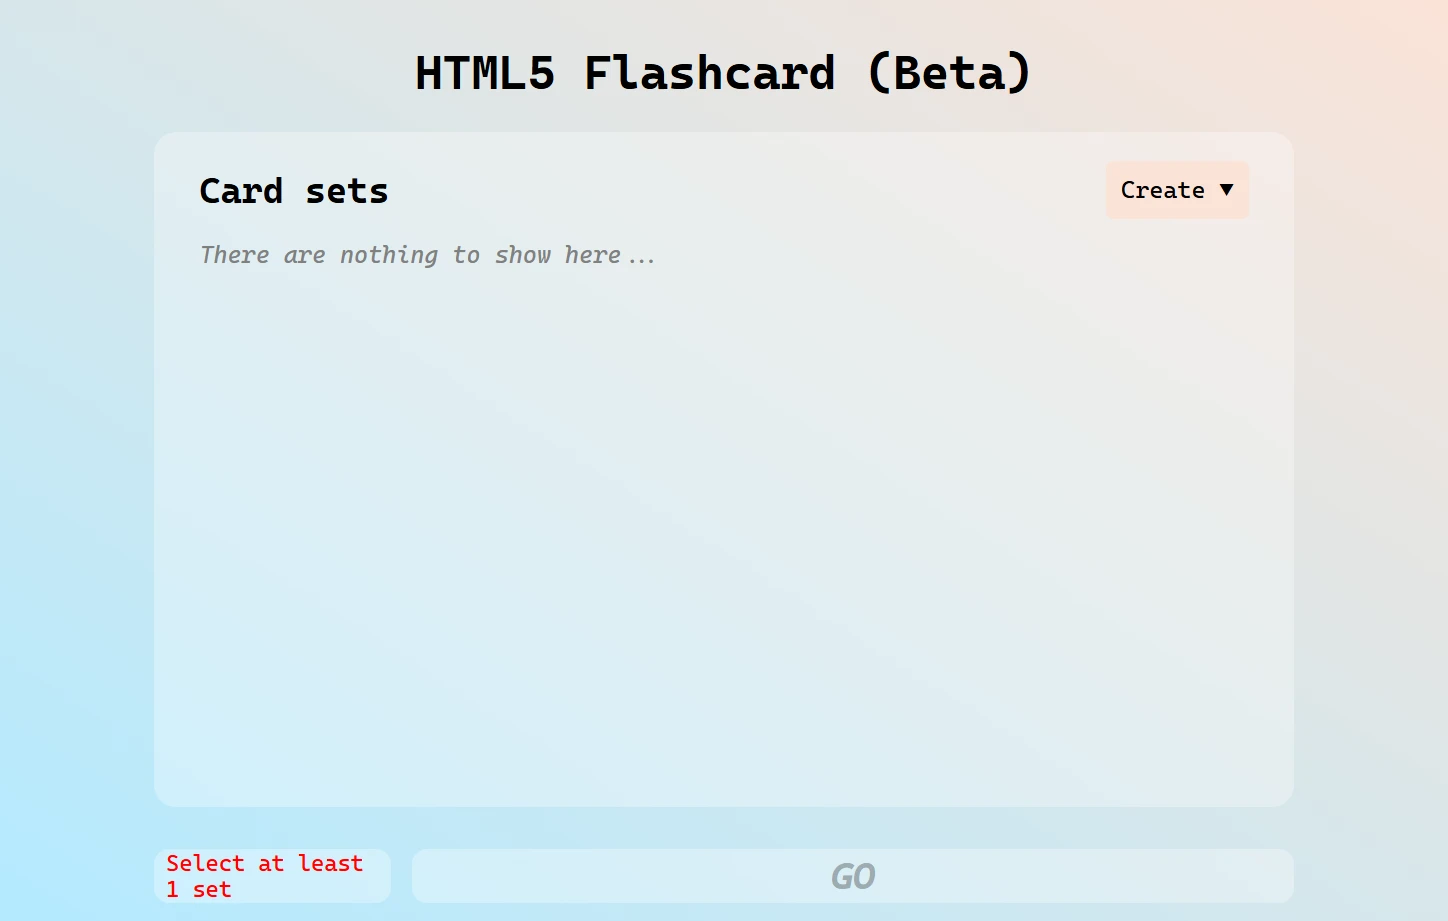 HTML5 Flashcard (Beta)
Card sets
Create ▼
There are nothing to show here...
Select at least
1 set
GO